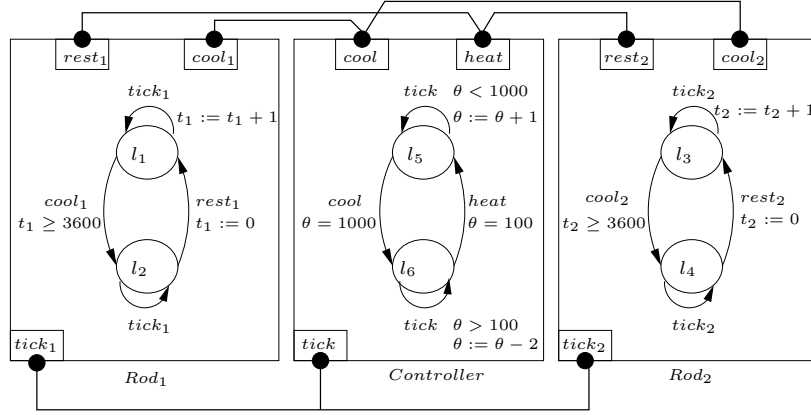 rest₁ cool₁ cool heat rest₂ cool₂
tick₁ tick θ < 1000 tick₂
t₁ := t₁ + 1 θ := θ + 1 t₂ := t₂ + 1
l₁ l₅ l₃
cool₁ rest₁ cool heat cool₂ rest₂
t₁ ≥ 3600 t₁ := 0 θ = 1000 θ = 100 t₂ ≥ 3600 t₂ := 0
l₂ l₆ l₄
tick₁ tick θ > 100 tick₂
θ := θ − 2
tick₁ tick tick₂
Rod₁ Controller Rod₂